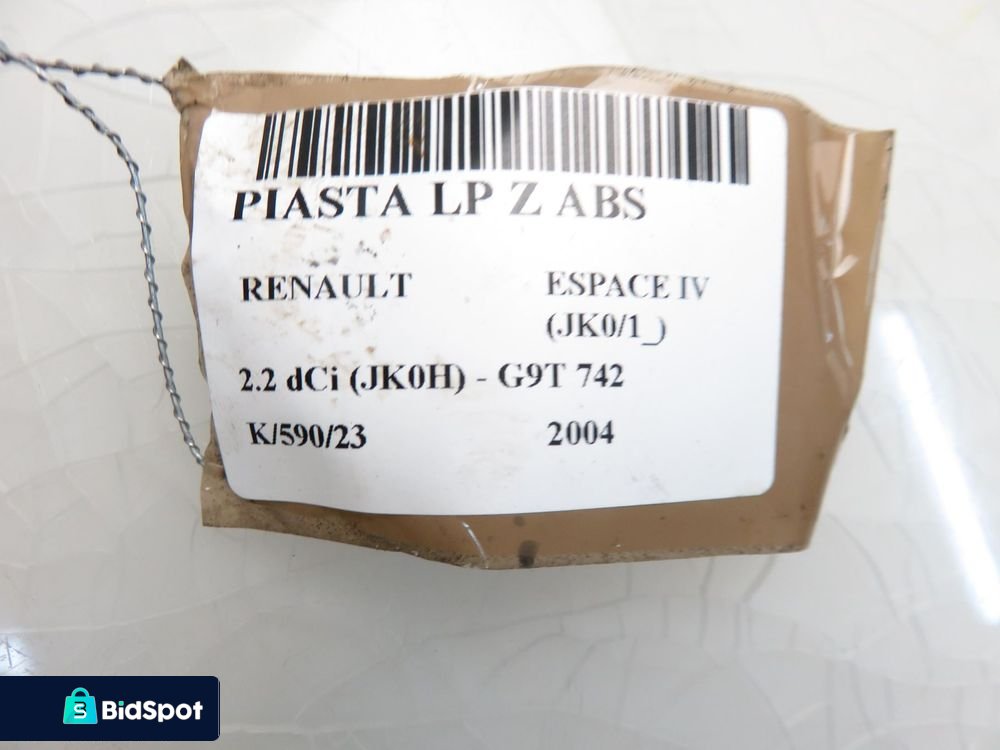 PIASTA LP Z ABS
RENAULT ESPACE IV
(JK0/1_)
2.2 dCi (JK0H) - G9T 742
K/590/23 2004
BidSpot